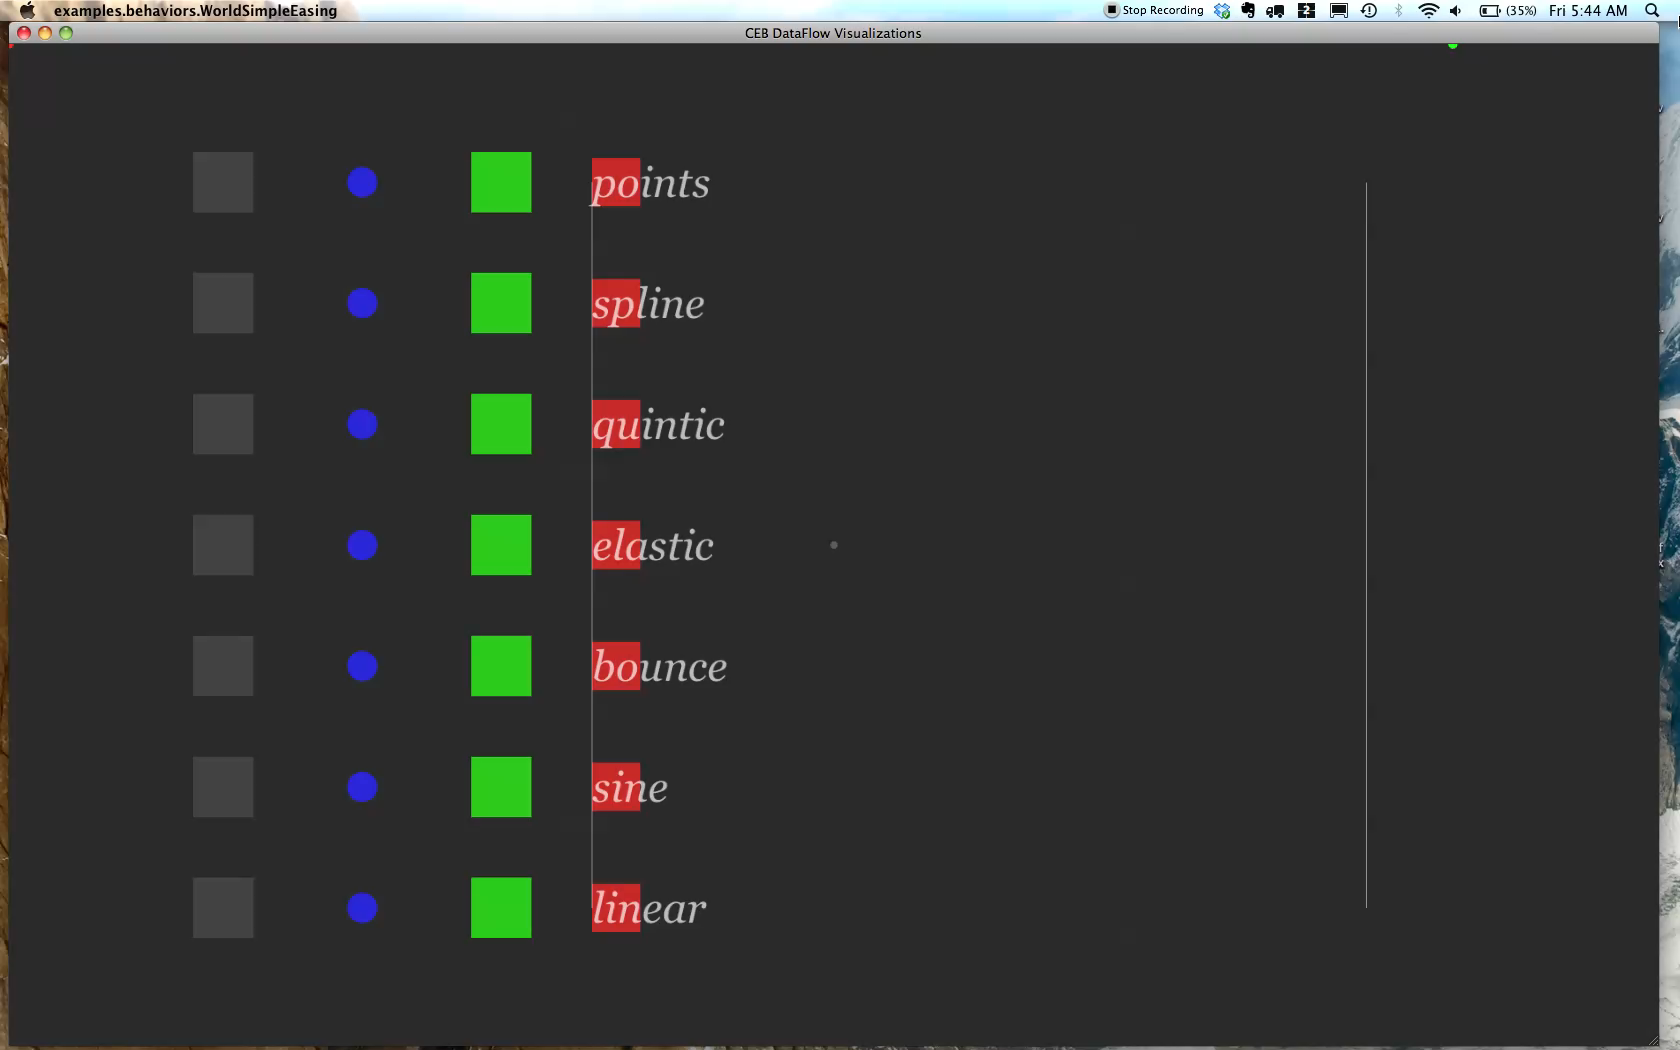 examples.behaviors.WorldSimpleEasing Stop Recording 2 (35%) Fri 5:44 AM
CEB DataFlow Visualizations
points
spline
quintic
elastic
bounce
sine
linear